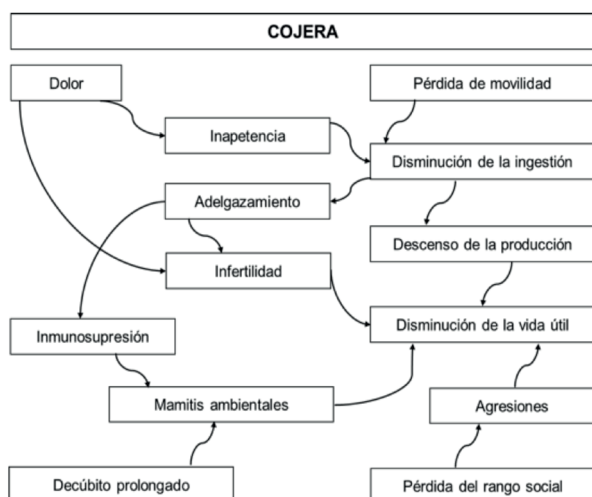 COJERA
Dolor
Pérdida de movilidad
Inapetencia
Disminución de la ingestión
Adelgazamiento
Descenso de la producción
Infertilidad
Inmunosupresión
Disminución de la vida útil
Mamitis ambientales
Agresiones
Decúbito prolongado
Pérdida del rango social